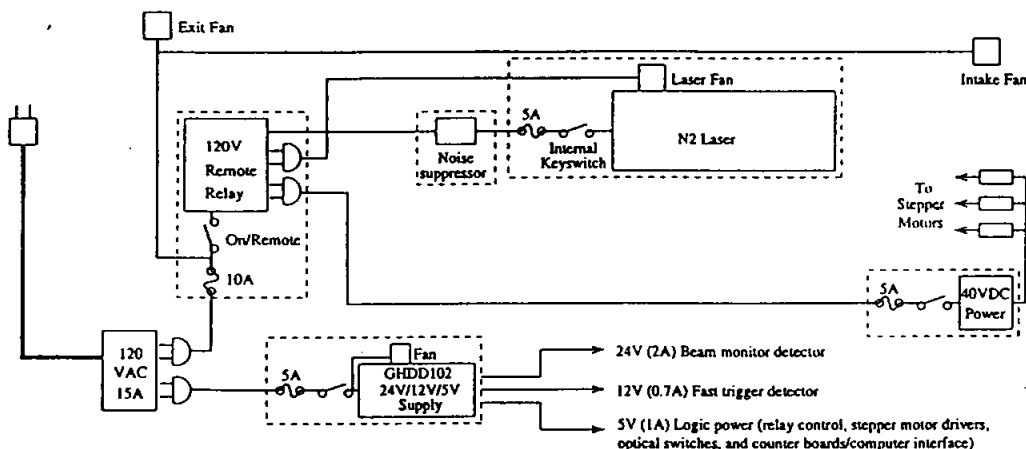 Exit Fan
Intake Fan
Laser Fan
5A
N2 Laser
Internal
Keyswitch
120V
Remote
Relay
Noise
suppressor
To
Stepper
Motors
On/Remote
10A
5A
40VDC
Power
120
VAC
15A
Fan
5A
GHDD102
24V/12V/5V
Supply
24V (2A) Beam monitor detector
12V (0.7A) Fast trigger detector
5V (1A) Logic power (relay control, stepper motor drivers,
optical switches, and counter boards/computer interface)